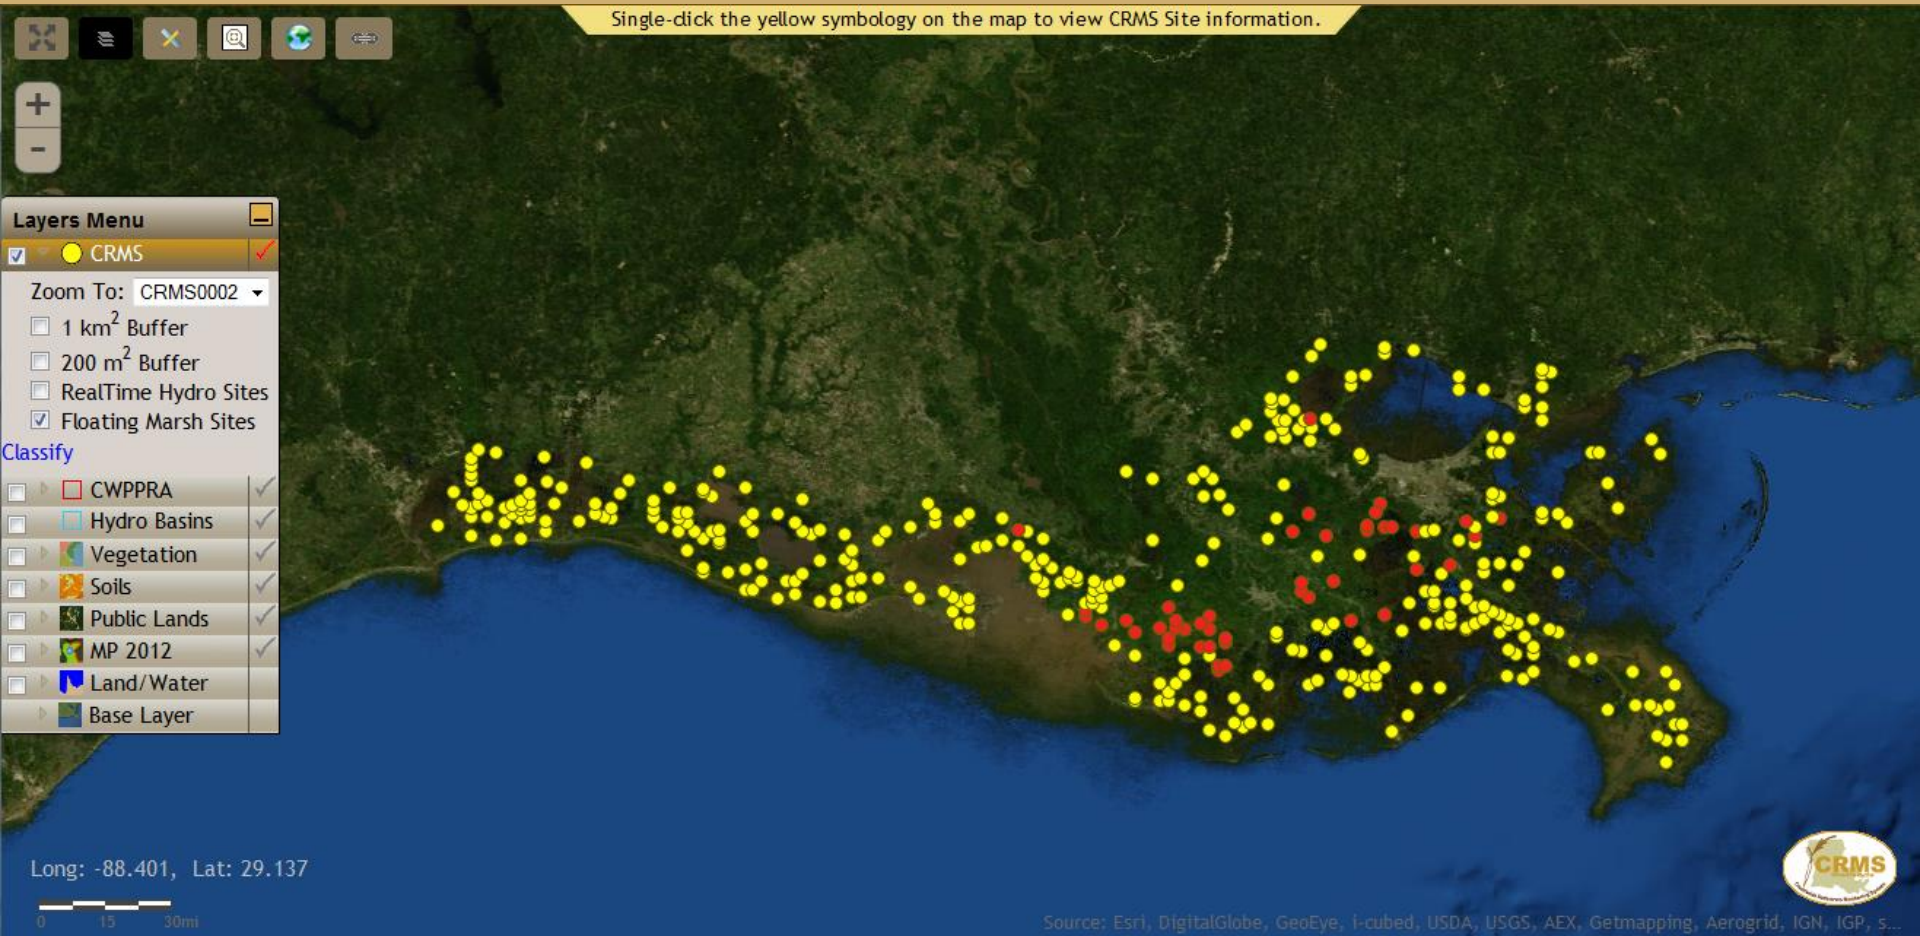 Single-click the yellow symbology on the map to view CRMS Site information.
+
−
Layers Menu
CRMS
Zoom To: CRMS0002
1 km2 Buffer
200 m2 Buffer
RealTime Hydro Sites
Floating Marsh Sites
Classify
CWPPRA
Hydro Basins
Vegetation
Soils
Public Lands
MP 2012
Land/Water
Base Layer
Long: -88.401, Lat: 29.137
0 15 30mi
CRMS
Source: Esri, DigitalGlobe, GeoEye, i-cubed, USDA, USGS, AEX, Getmapping, Aerogrid, IGN, IGP, s...